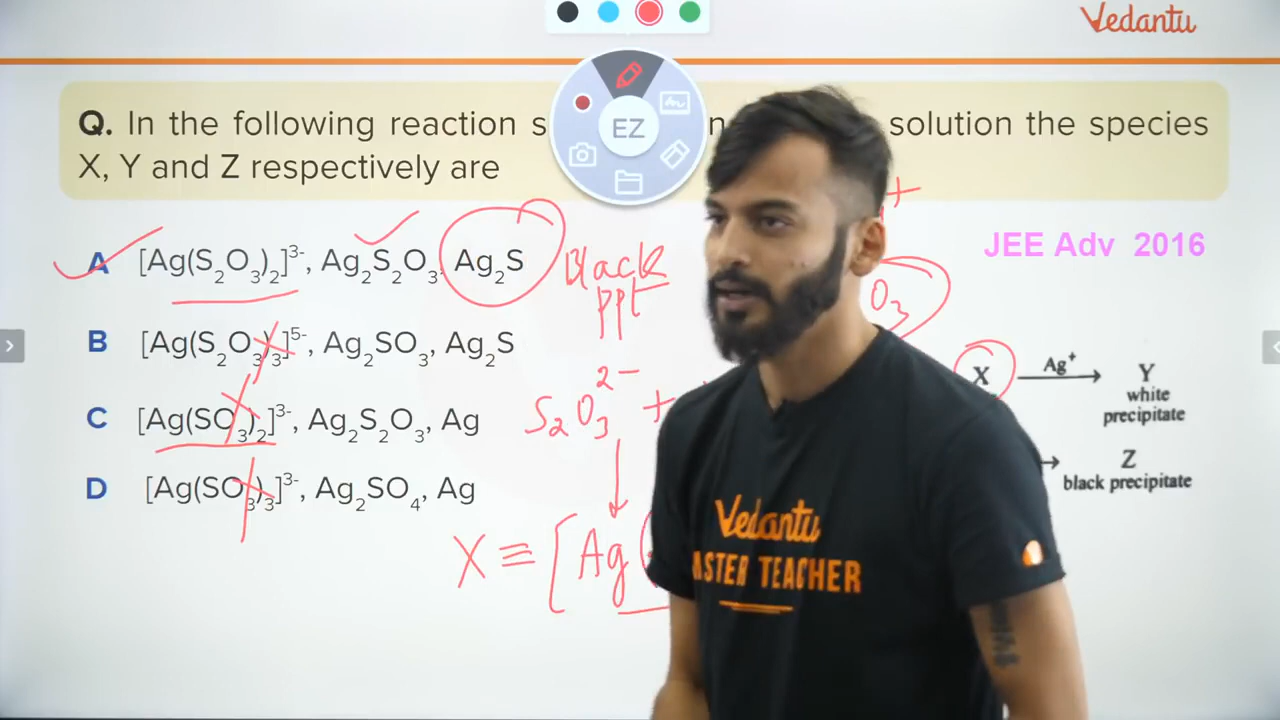 Vedantu
EZ
Q. In the following reaction s n solution the species
X, Y and Z respectively are
JEE Adv 2016
A [Ag(S₂O₃)₂]³⁻, Ag₂S₂O₃, Ag₂S
Black
ppt
B [Ag(S₂O₃)₃]⁵⁻, Ag₂SO₃, Ag₂S
C [Ag(SO₃)₂]³⁻, Ag₂S₂O₃, Ag
D [Ag(SO₃)₃]³⁻, Ag₂SO₄, Ag
S₂O₃²⁻ +
X ≡ [Ag(
+
O₃
X Ag⁺ Y
white
precipitate
Z
black precipitate
Vedantu
ASTER TEACHER